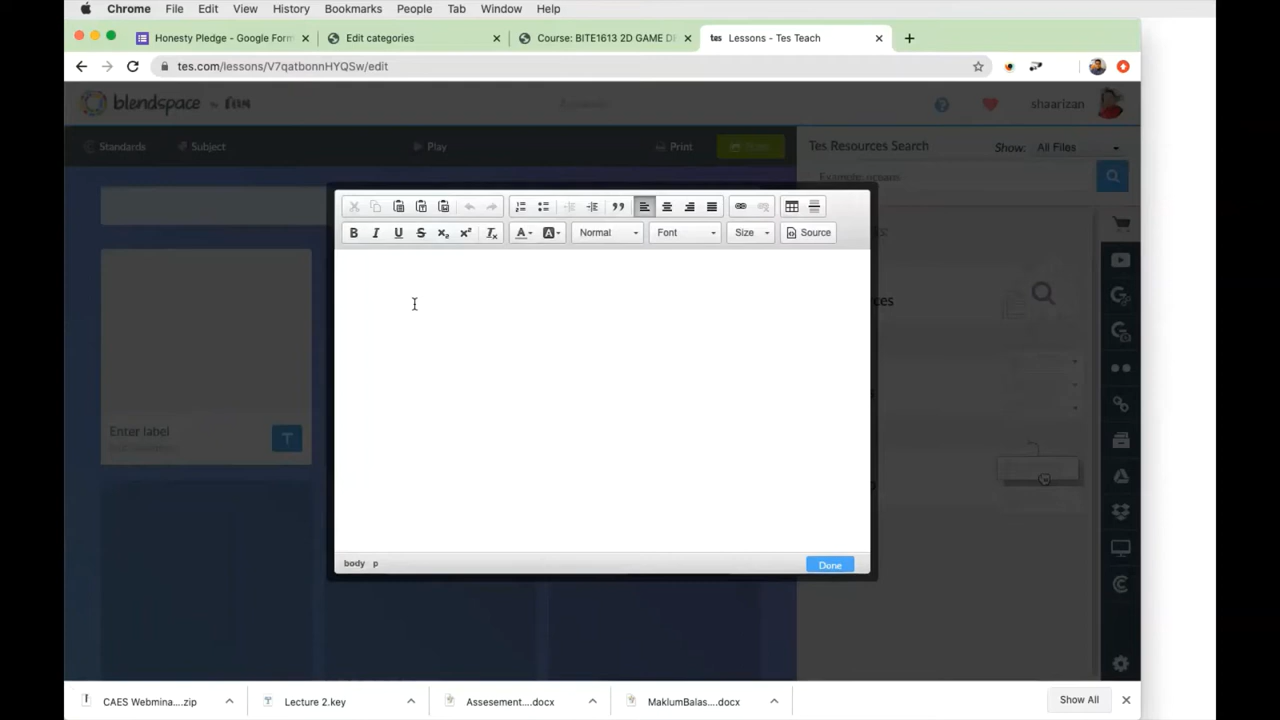 Chrome File Edit View History Bookmarks People Tab Window Help
Honesty Pledge - Google Form
Edit categories
Course: BITE1613 2D GAME
Lessons - Tes Teach
tes.com/lessons/V7qatbonnHYQSw/edit
blendspace
shaarizan
Standards Subject Play Print
Tes Resources Search Show: All Files
Normal Font Size Source
Enter label
T
body p
Done
CAES Webmina....zip
Lecture 2.key
Assesement....docx
MaklumBalas....docx
Show All